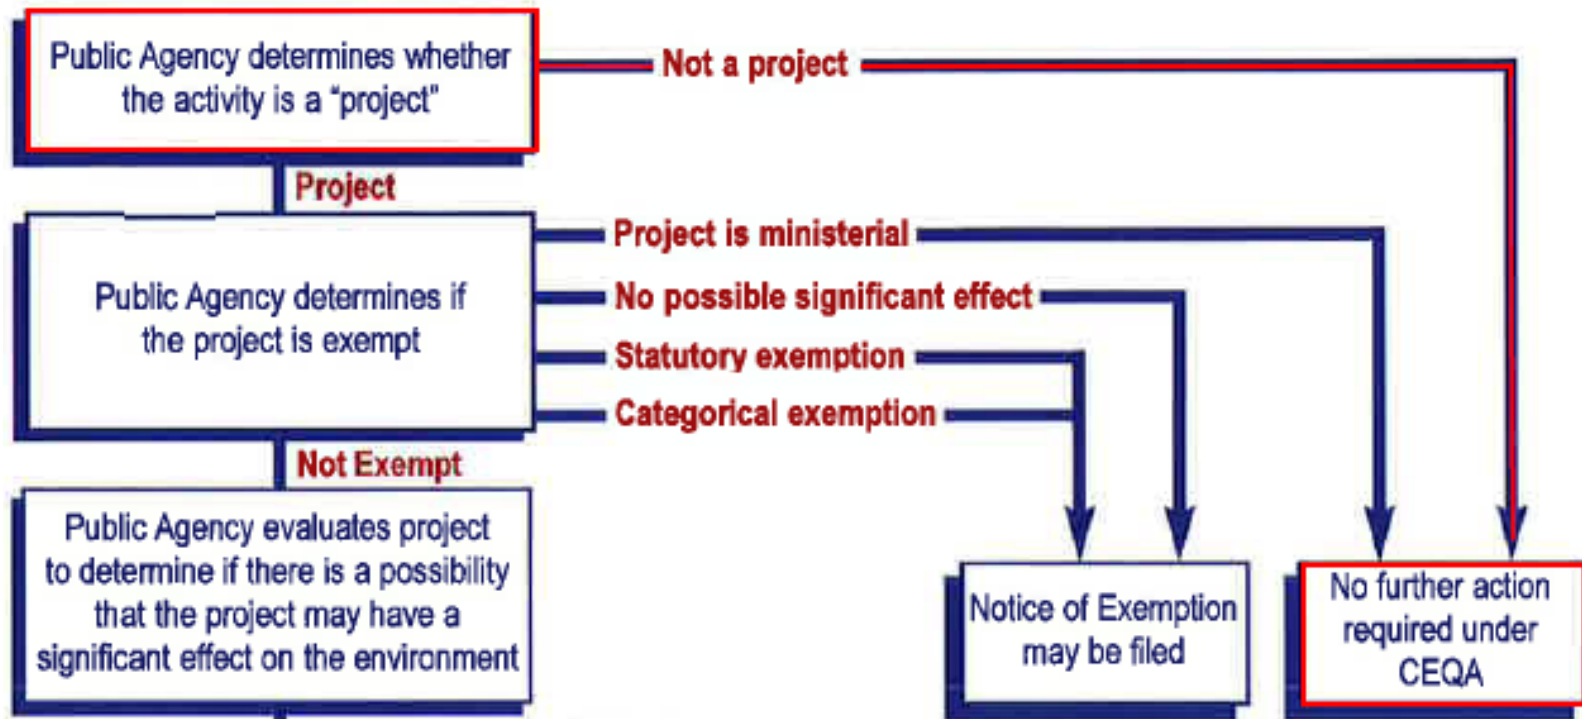 Public Agency determines whether
the activity is a “project”
Not a project
Project
Public Agency determines if
the project is exempt
Project is ministerial
No possible significant effect
Statutory exemption
Categorical exemption
Not Exempt
Public Agency evaluates project
to determine if there is a possibility
that the project may have a
significant effect on the environment
Notice of Exemption
may be filed
No further action
required under
CEQA